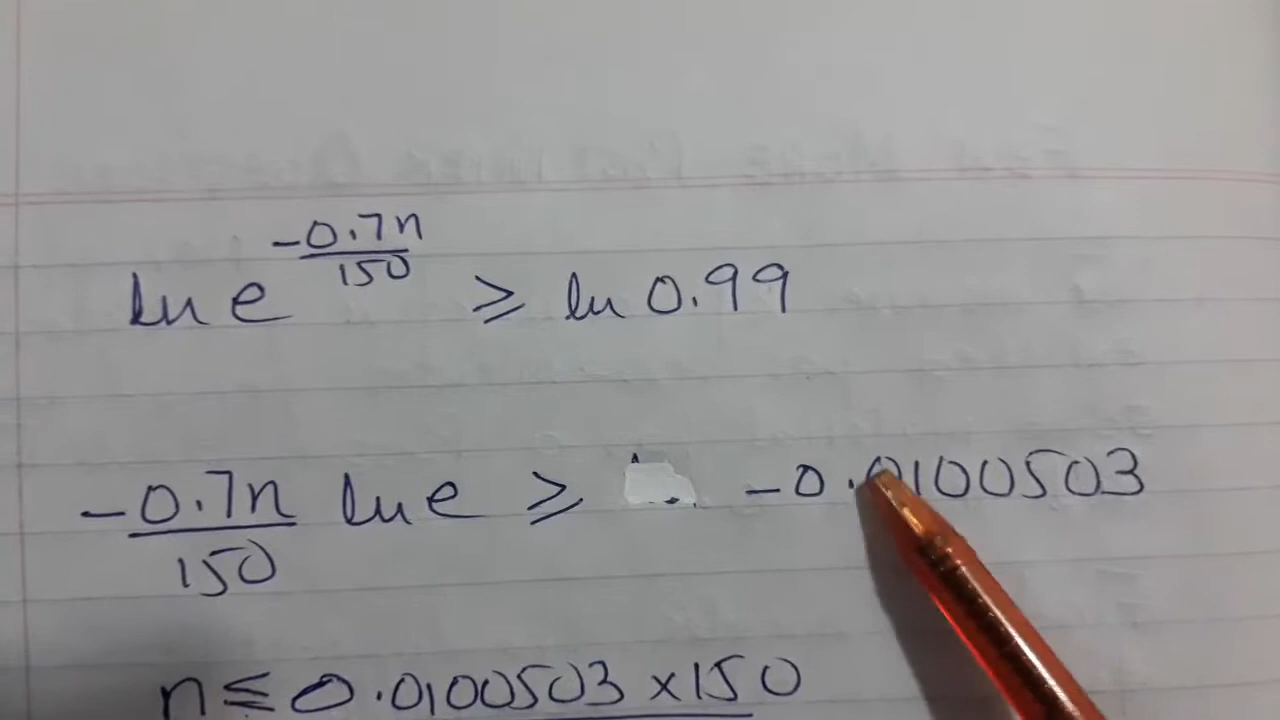 ln e^(-0.7n/150) ≥ ln 0.99
-0.7n/150 ln e ≥ -0.0100503
n ≤ 0.0100503 x 150